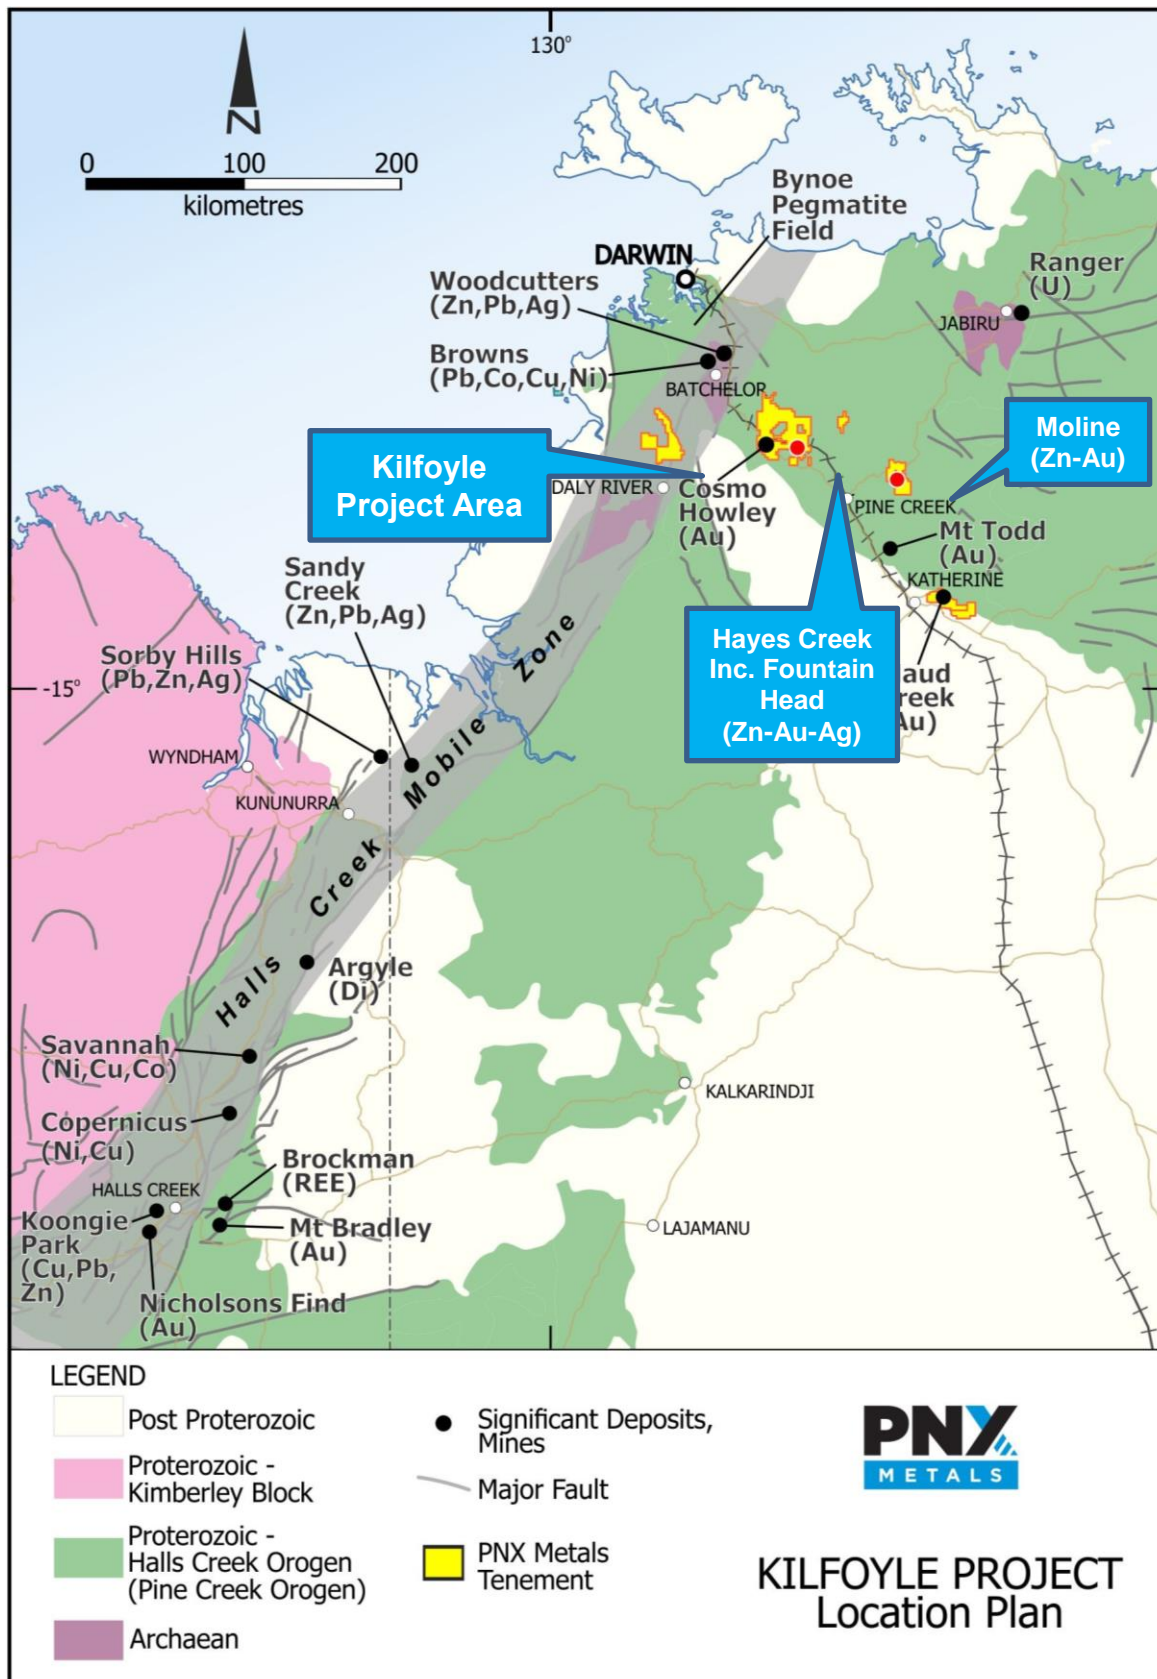 130°
N
0 100 200
kilometres
Bynoe
Pegmatite
Field
DARWIN
Woodcutters
(Zn,Pb,Ag)
Ranger
(U)
JABIRU
Browns
(Pb,Co,Cu,Ni)
BATCHELOR
Moline
(Zn-Au)
Kilfoyle
Project Area
DALY RIVER
Cosmo
Howley
(Au)
PINE CREEK
Mt Todd
(Au)
KATHERINE
Sandy
Creek
(Zn,Pb,Ag)
Hayes Creek
Inc. Fountain
Head
(Zn-Au-Ag)
aud
reek
Au)
Sorby Hills
(Pb,Zn,Ag)
-15°
WYNDHAM
KUNUNURRA
Halls Creek Mobile Zone
Argyle
(Di)
Savannah
(Ni,Cu,Co)
Copernicus
(Ni,Cu)
KALKARINDJI
Brockman
(REE)
HALLS CREEK
Koongie
Park
(Cu,Pb,
Zn)
Mt Bradley
(Au)
LAJAMANU
Nicholsons Find
(Au)
LEGEND
Post Proterozoic
Proterozoic -
Kimberley Block
Proterozoic -
Halls Creek Orogen
(Pine Creek Orogen)
Archaean
Significant Deposits,
Mines
Major Fault
PNX Metals
Tenement
PNX
METALS
KILFOYLE PROJECT
Location Plan